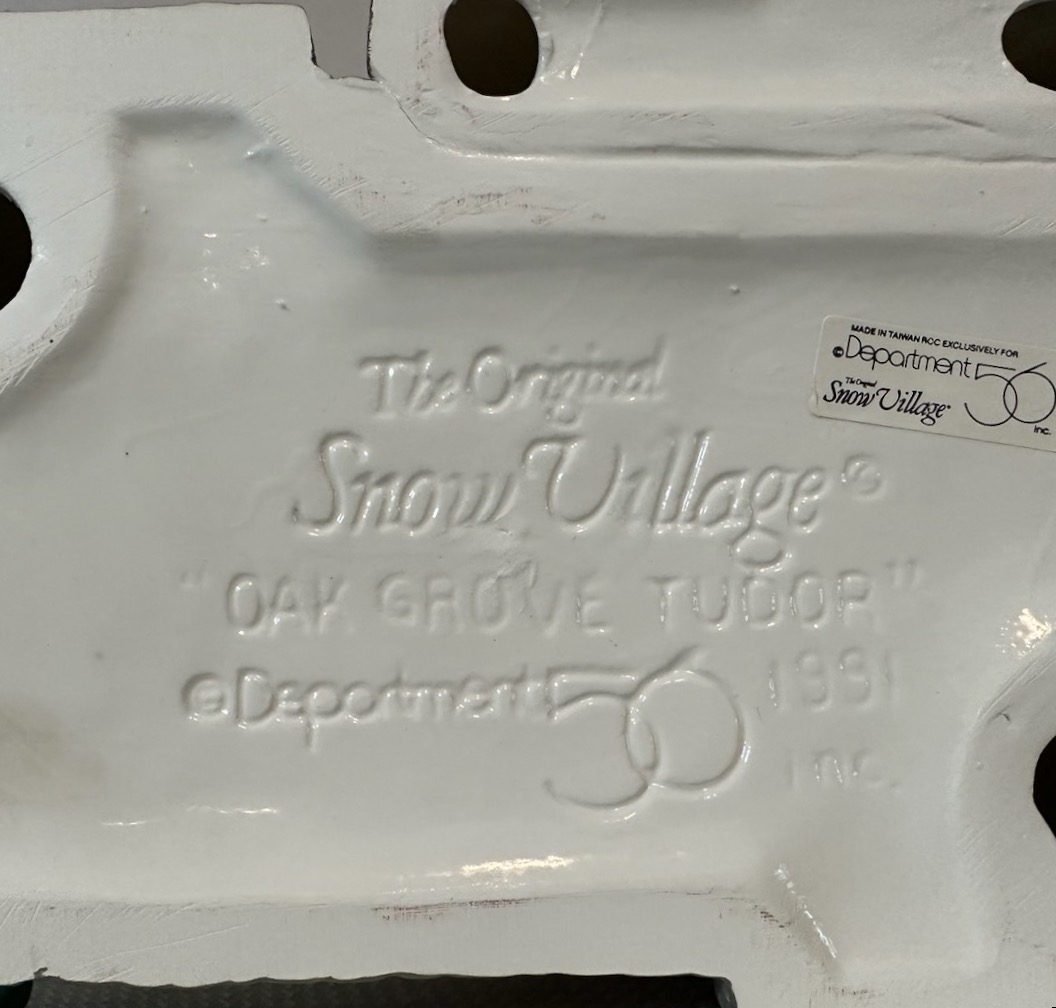 The Original
Snow Village®
"OAK GROVE TUDOR"
©Department 56 1991
Inc.
MADE IN TAIWAN ROC EXCLUSIVELY FOR
©Department 56
The Original
Snow Village®
Inc.